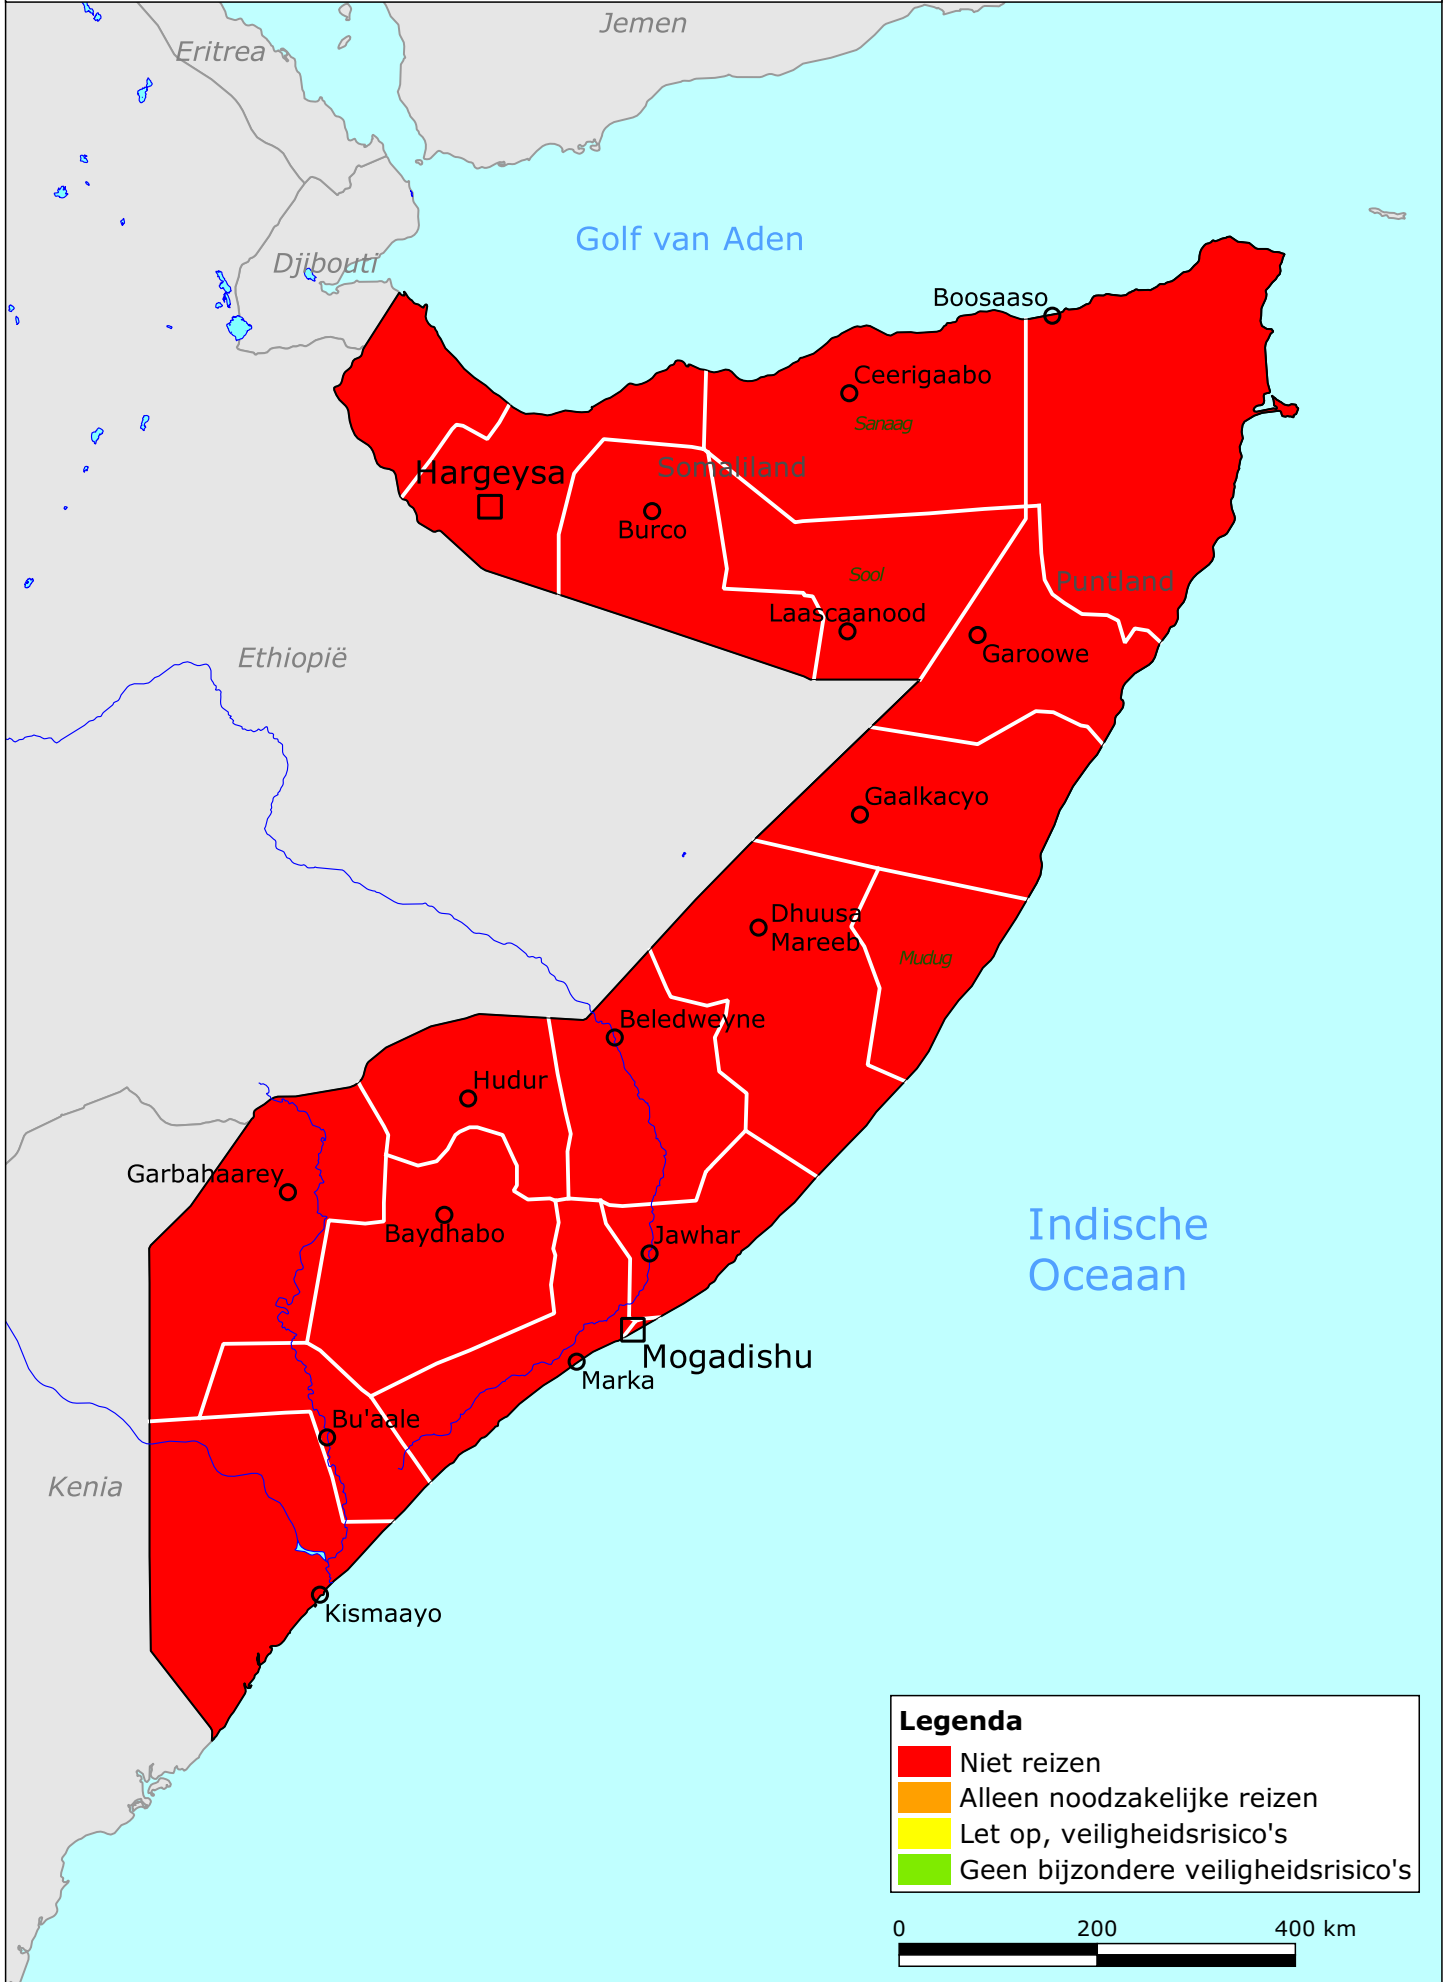 Jemen
Eritrea
Golf van Aden
Djibouti
Boosaaso
Ceerigaabo
Sanaag
Somaliland
Hargeysa
Burco
Sool
Puntland
Laascaanood
Garoowe
Ethiopië
Gaalkacyo
Dhuusa
Mareeb
Mudug
Beledweyne
Hudur
Garbahaarey
Baydhabo
Jawhar
Indische
Oceaan
Mogadishu
Marka
Bu'aale
Kenia
Kismaayo
Legenda
Niet reizen
Alleen noodzakelijke reizen
Let op, veiligheidsrisico's
Geen bijzondere veiligheidsrisico's
0 200 400 km